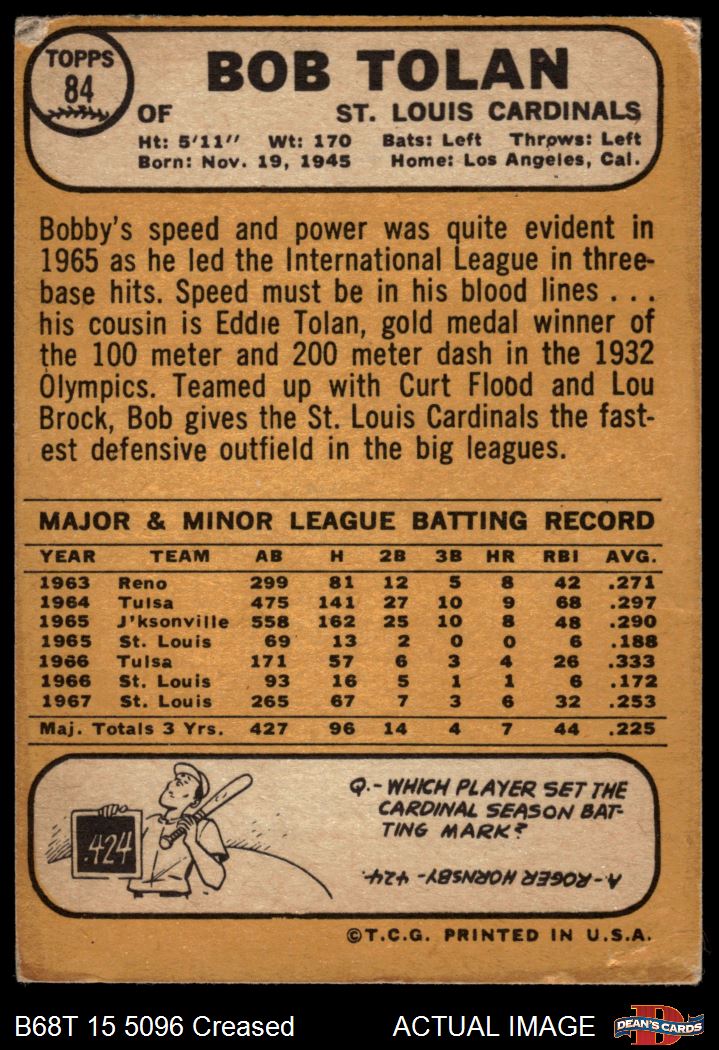 TOPPS
84
BOB TOLAN
OF ST. LOUIS CARDINALS
Ht: 5'11" Wt: 170 Bats: Left Throws: Left
Born: Nov. 19, 1945 Home: Los Angeles, Cal.
Bobby's speed and power was quite evident in
1965 as he led the International League in three-
base hits. Speed must be in his blood lines . . .
his cousin is Eddie Tolan, gold medal winner of
the 100 meter and 200 meter dash in the 1932
Olympics. Teamed up with Curt Flood and Lou
Brock, Bob gives the St. Louis Cardinals the fast-
est defensive outfield in the big leagues.
MAJOR & MINOR LEAGUE BATTING RECORD
YEAR TEAM AB H 2B 3B HR RBI AVG.
1963 Reno 299 81 12 5 8 42 .271
1964 Tulsa 475 141 27 10 9 68 .297
1965 J'ksonville 558 162 25 10 8 48 .290
1965 St. Louis 69 13 2 0 0 6 .188
1966 Tulsa 171 57 6 3 4 26 .333
1966 St. Louis 93 16 5 1 1 6 .172
1967 St. Louis 265 67 7 3 6 32 .253
Maj. Totals 3 Yrs. 427 96 14 4 7 44 .225
.424
Q.-WHICH PLAYER SET THE
CARDINAL SEASON BAT-
TING MARK?
A-ROGER HORNSBY-.424.
©T.C.G. PRINTED IN U.S.A.
B68T 15 5096 Creased ACTUAL IMAGE
DEAN'S CARDS